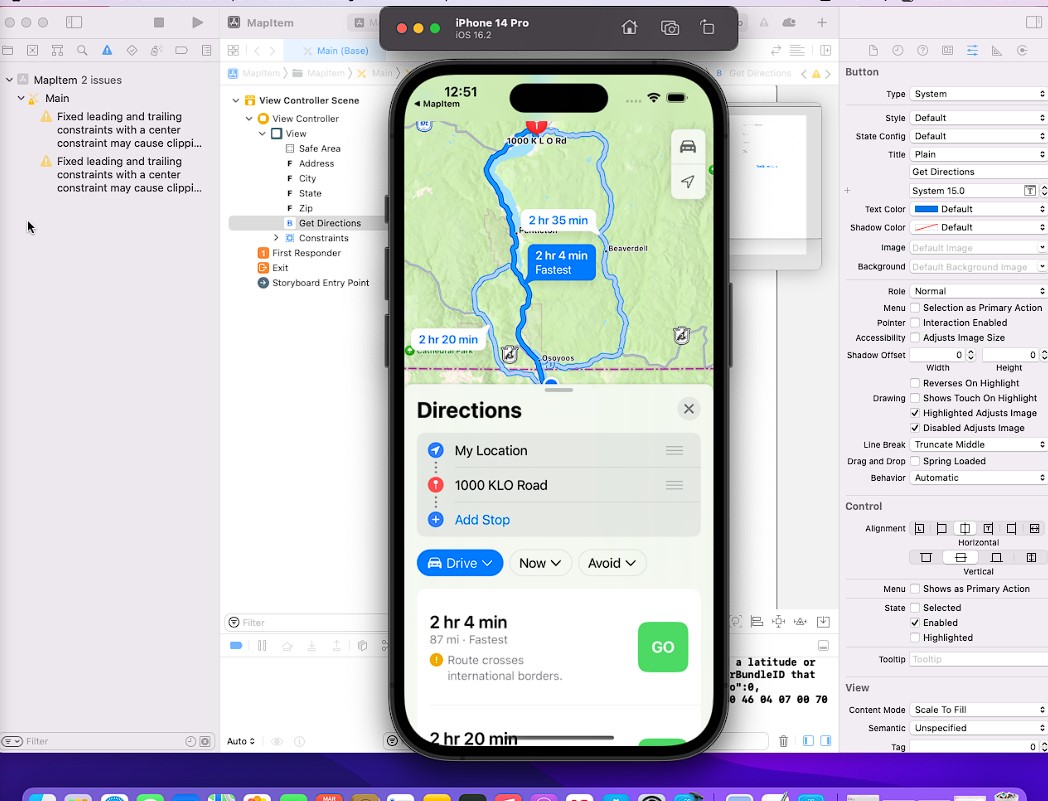 MapItem
iPhone 14 Pro
iOS 16.2
Main (Base)
MapItem
MapItem
Main
Get Directions
MapItem 2 issues
Main
Fixed leading and trailing
constraints with a center
constraint may cause clippi...
Fixed leading and trailing
constraints with a center
constraint may cause clippi...
Filter
View Controller Scene
View Controller
View
Safe Area
F Address
F City
F State
F Zip
B Get Directions
Constraints
First Responder
Exit
Storyboard Entry Point
Filter
Auto
12:51
MapItem
1000 K L O Rd
2 hr 35 min
Penticton
Beaverdell
2 hr 4 min
Fastest
2 hr 20 min
Cathedral Park
Osoyoos
Directions
My Location
1000 KLO Road
Add Stop
Drive
Now
Avoid
2 hr 4 min
87 mi · Fastest
Route crosses
international borders.
GO
2 hr 20 min
a latitude or
rBundleID that
o":0,
0 46 04 07 00 70
Button
Type System
Style Default
State Config Default
Title Plain
Get Directions
System 15.0
Text Color Default
Shadow Color Default
Image Default Image
Background Default Background Image
Role Normal
Menu Selection as Primary Action
Pointer Interaction Enabled
Accessibility Adjusts Image Size
Shadow Offset 0 0
Width Height
Reverses On Highlight
Drawing Shows Touch On Highlight
Highlighted Adjusts Image
Disabled Adjusts Image
Line Break Truncate Middle
Drag and Drop Spring Loaded
Behavior Automatic
Control
Alignment
Horizontal
Vertical
Menu Shows as Primary Action
State Selected
Enabled
Highlighted
Tooltip Tooltip
View
Content Mode Scale To Fill
Semantic Unspecified
Tag 0
MAR